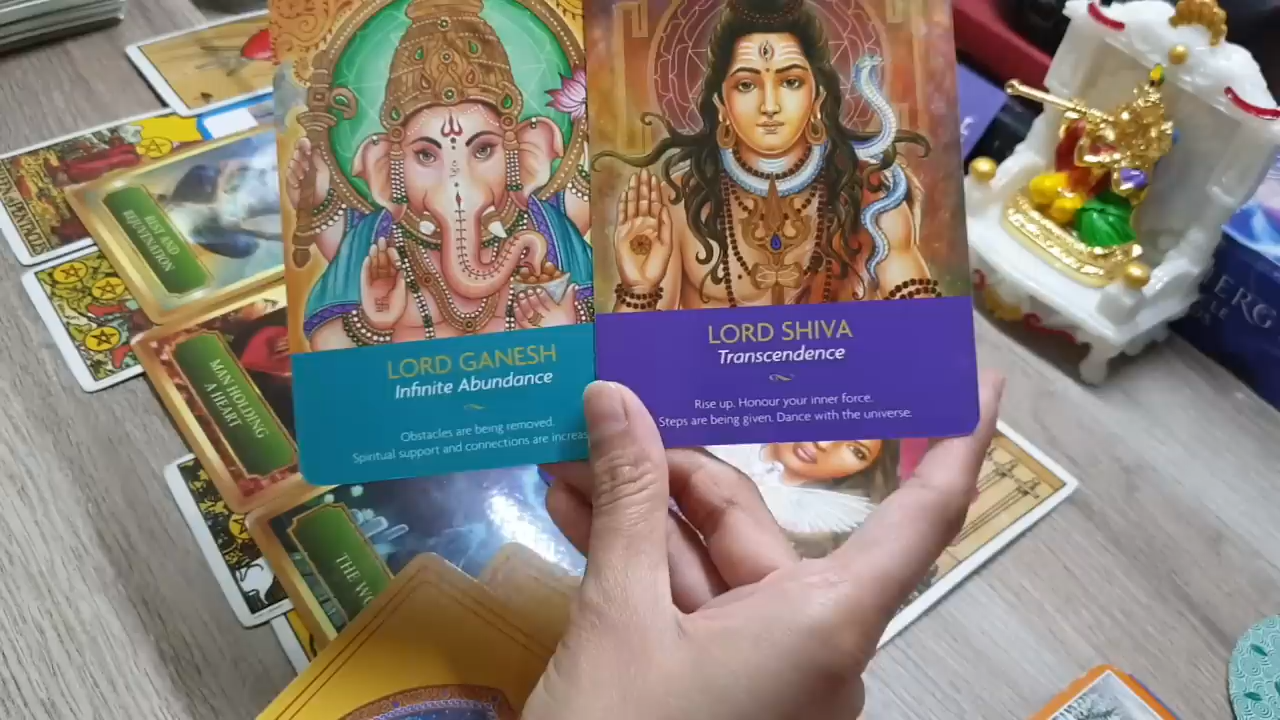 LORD GANESH
Infinite Abundance
Obstacles are being removed.
Spiritual support and connections are increas
LORD SHIVA
Transcendence
Rise up. Honour your inner force.
Steps are being given. Dance with the universe.
REST AND
REJUVENATION
MAN HOLDING
A HEART
THE WO
ERG